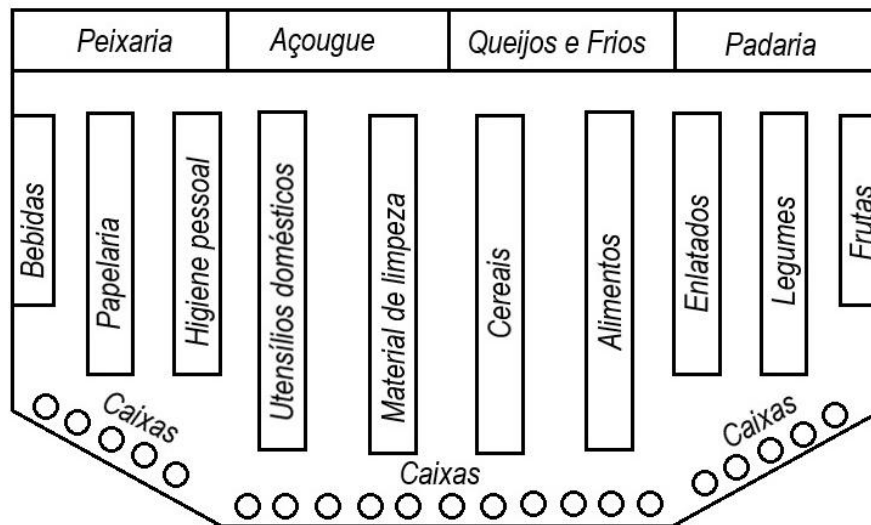 Peixaria
Açougue
Queijos e Frios
Padaria
Bebidas
Papelaria
Higiene pessoal
Utensílios domésticos
Material de limpeza
Cereais
Alimentos
Enlatados
Legumes
Frutas
Caixas
Caixas
Caixas